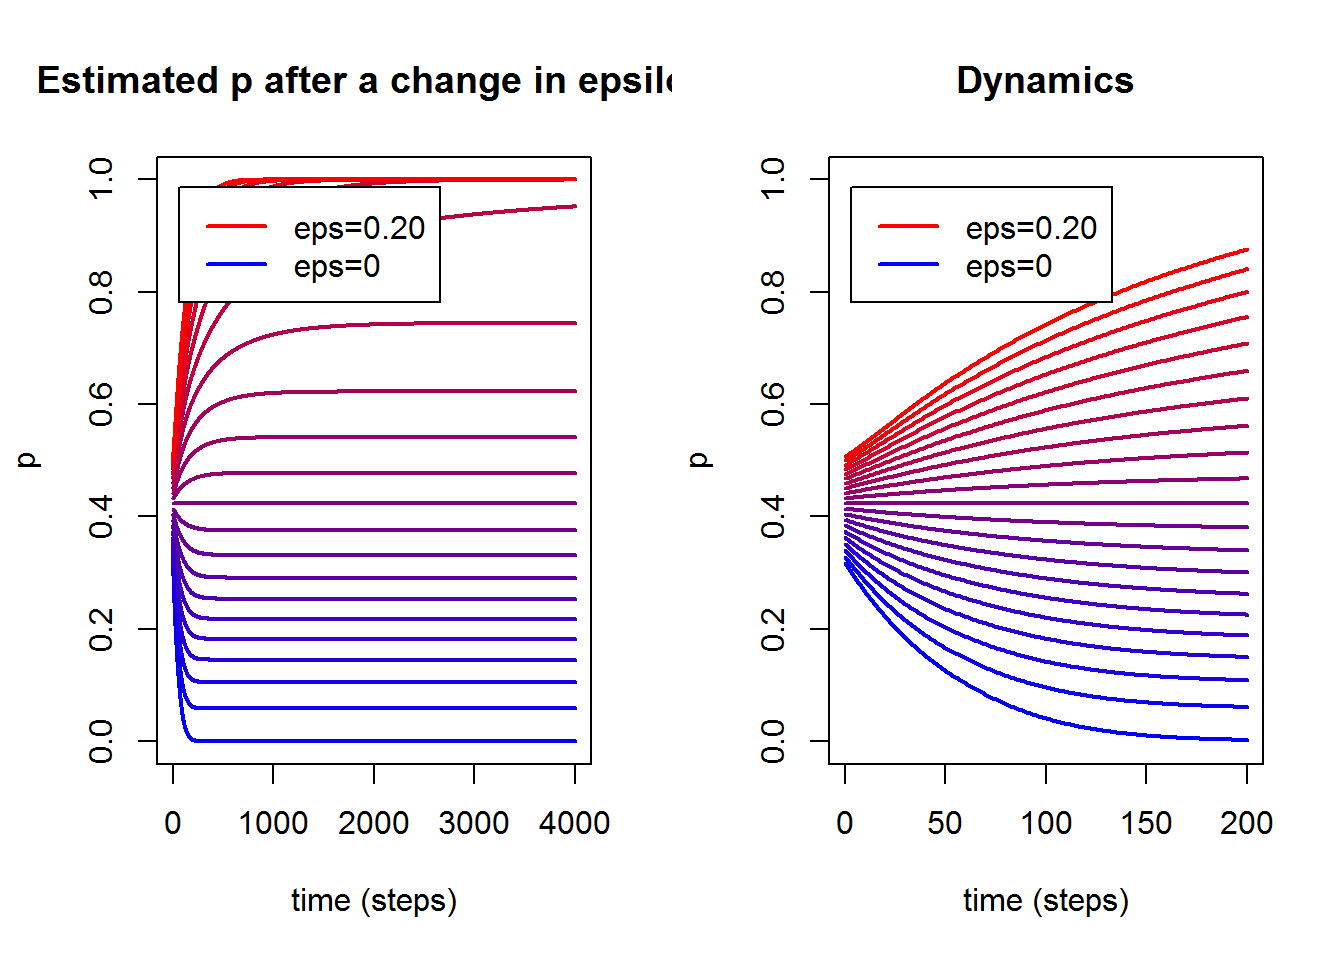 Estimated p after a change in epsil
p
1.0
0.8
0.6
0.4
0.2
0.0
eps=0.20
eps=0
0 1000 2000 3000 4000
time (steps)
Dynamics
p
1.0
0.8
0.6
0.4
0.2
0.0
eps=0.20
eps=0
0 50 100 150 200
time (steps)